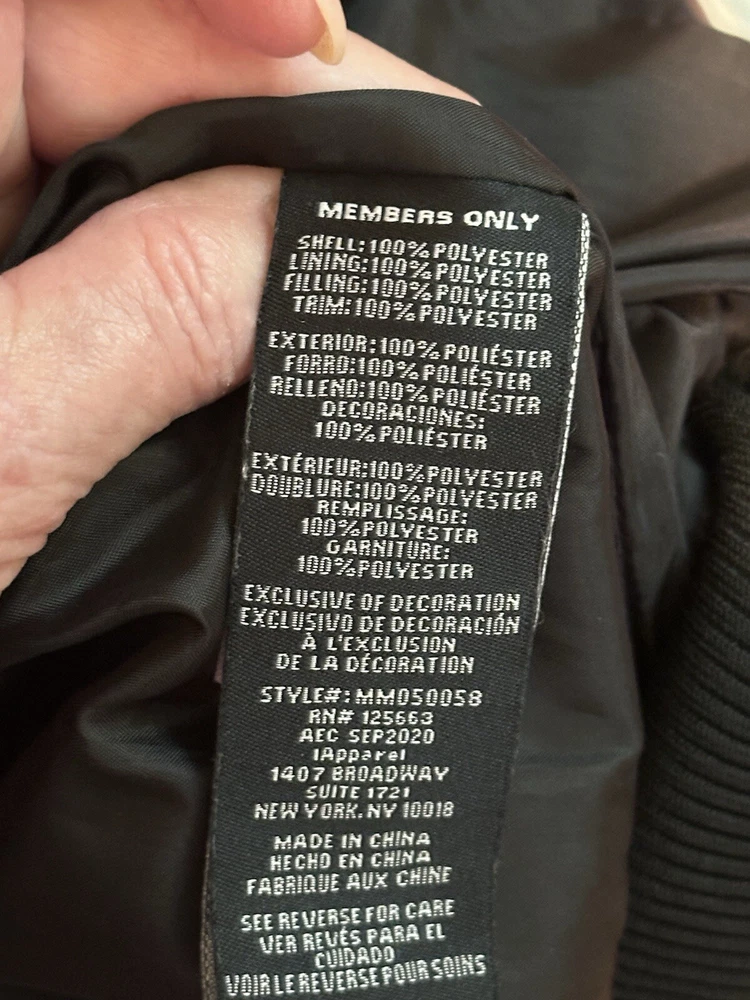 MEMBERS ONLY
SHELL:100%POLYESTER
LINING:100%POLYESTER
FILLING:100%POLYESTER
TRIM:100%POLYESTER
EXTERIOR:100%POLIÉSTER
FORRO:100%POLIÉSTER
RELLENO:100%POLIÉSTER
DECORACIONES:
100%POLIÉSTER
EXTÉRIEUR:100%POLYESTER
DOUBLURE:100%POLYESTER
REMPLISSAGE:
100%POLYESTER
GARNITURE:
100%POLYESTER
EXCLUSIVE OF DECORATION
EXCLUSIVO DE DECORACIÓN
À L'EXCLUSION
DE LA DÉCORATION
STYLE#:MM050058
RN# 125663
AEC SEP2020
IApparel
1407 BROADWAY
SUITE 1721
NEW YORK.NY 10018
MADE IN CHINA
HECHO EN CHINA
FABRIQUE AUX CHINE
SEE REVERSE FOR CARE
VER REVÉS PARA EL
CUIDADO
VOIR LE REVERSE POUR SOINS